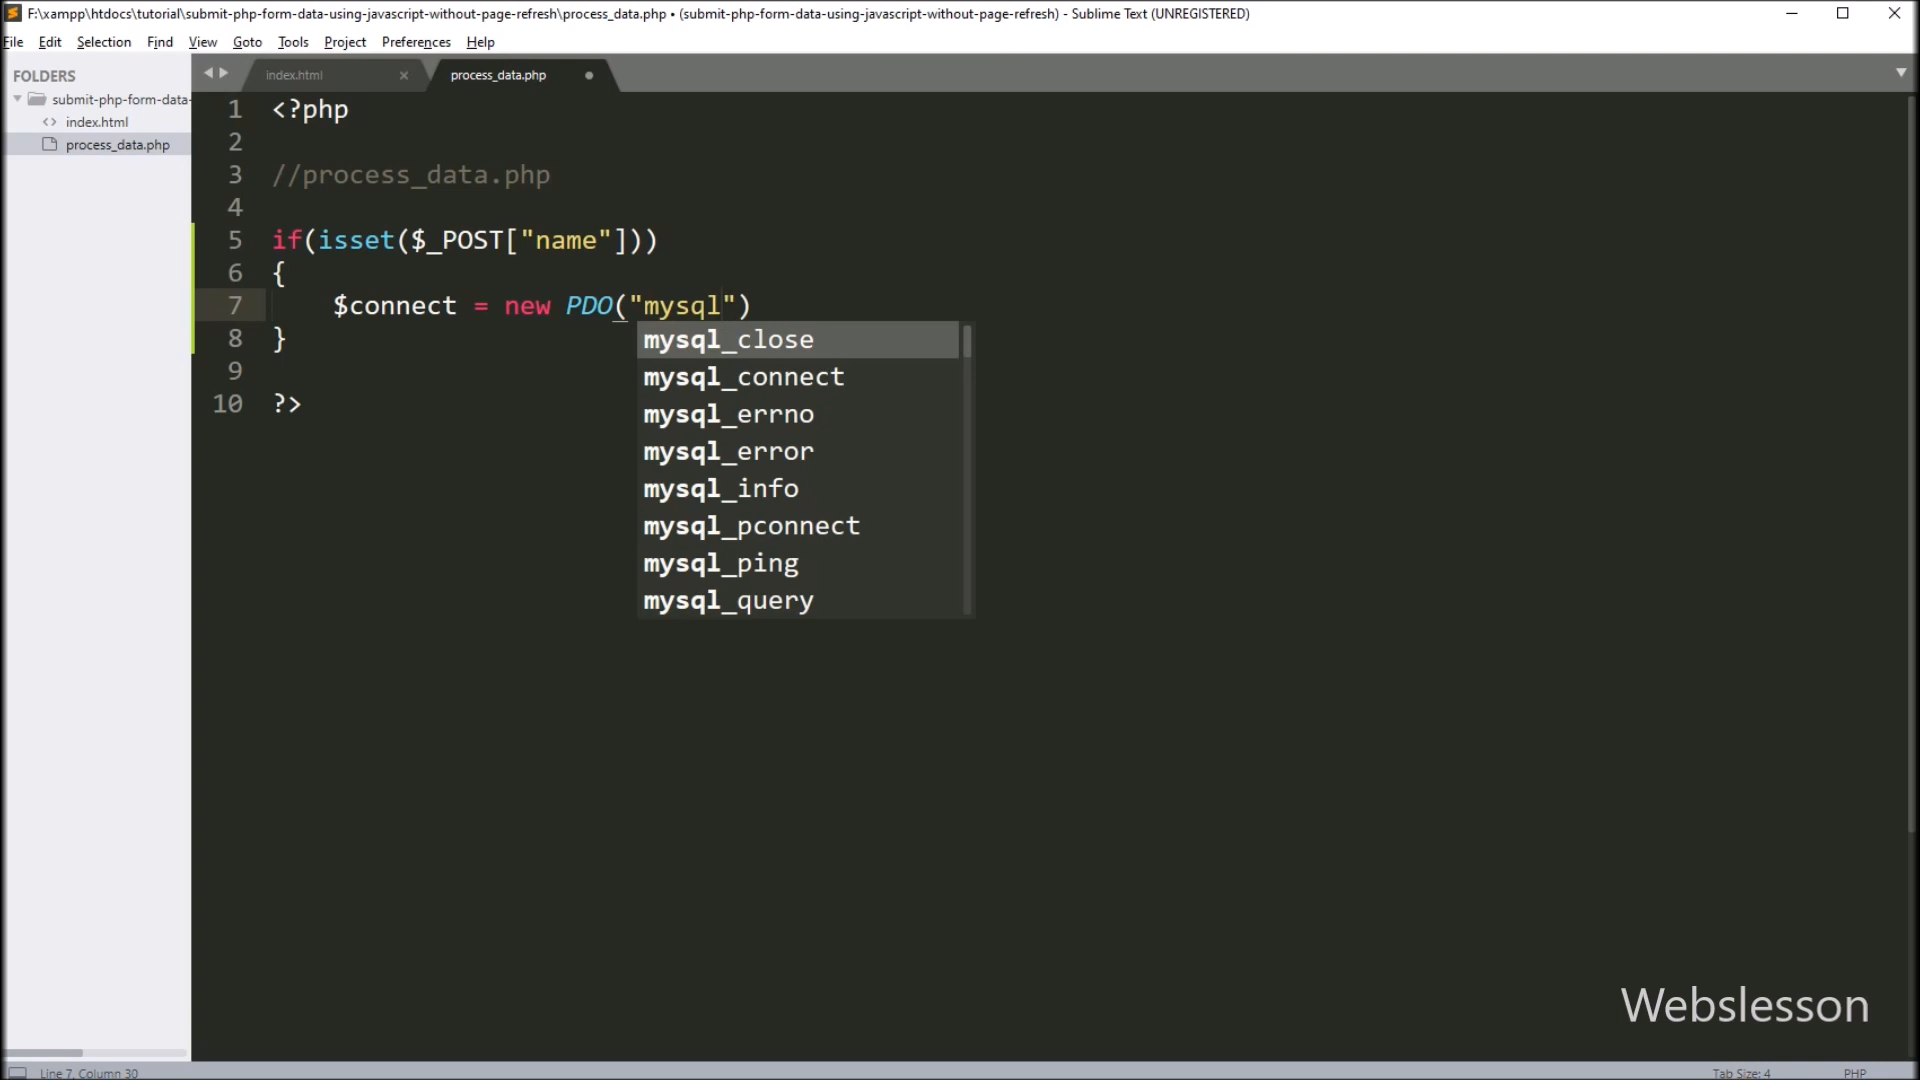 F:\xampp\htdocs\tutorial\submit-php-form-data-using-javascript-without-page-refresh\process_data.php • (submit-php-form-data-using-javascript-without-page-refresh) - Sublime Text (UNREGISTERED)
File Edit Selection Find View Goto Tools Project Preferences Help
FOLDERS
submit-php-form-data-
index.html
process_data.php
index.html
process_data.php
1 <?php
2
3 //process_data.php
4
5 if(isset($_POST["name"]))
6 {
7 $connect = new PDO("mysql")
8 }
9
10 ?>
mysql_close
mysql_connect
mysql_errno
mysql_error
mysql_info
mysql_pconnect
mysql_ping
mysql_query
Webslesson
Line 7, Column 30
Tab Size: 4
PHP